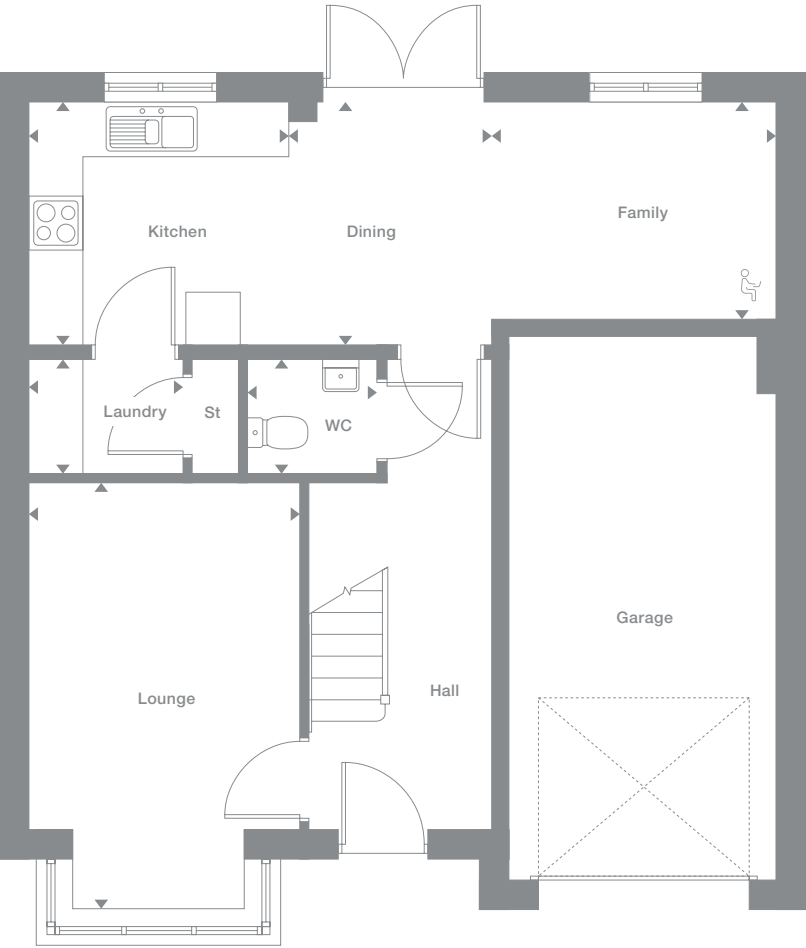 Kitchen
Dining
Family
Laundry
St
WC
Garage
Hall
Lounge